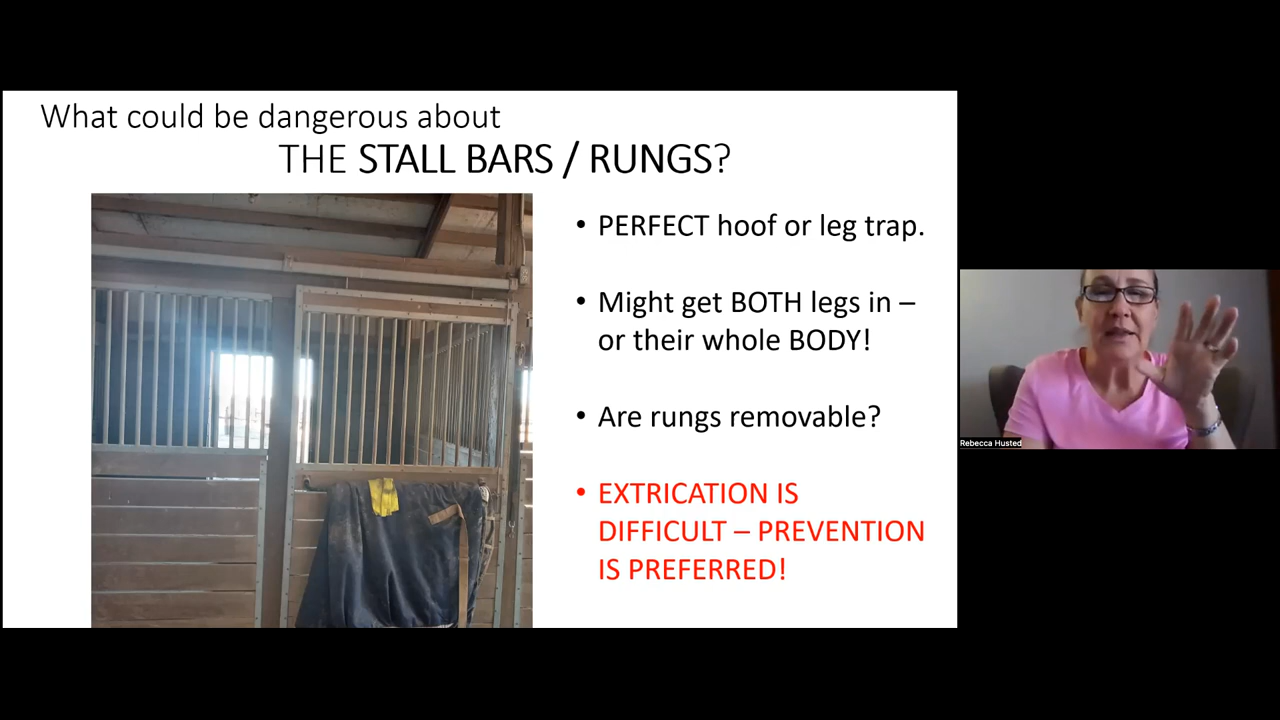 What could be dangerous about
THE STALL BARS / RUNGS?
• PERFECT hoof or leg trap.
• Might get BOTH legs in –
or their whole BODY!
• Are rungs removable?
• EXTRICATION IS
DIFFICULT – PREVENTION
IS PREFERRED!
Rebecca Husted